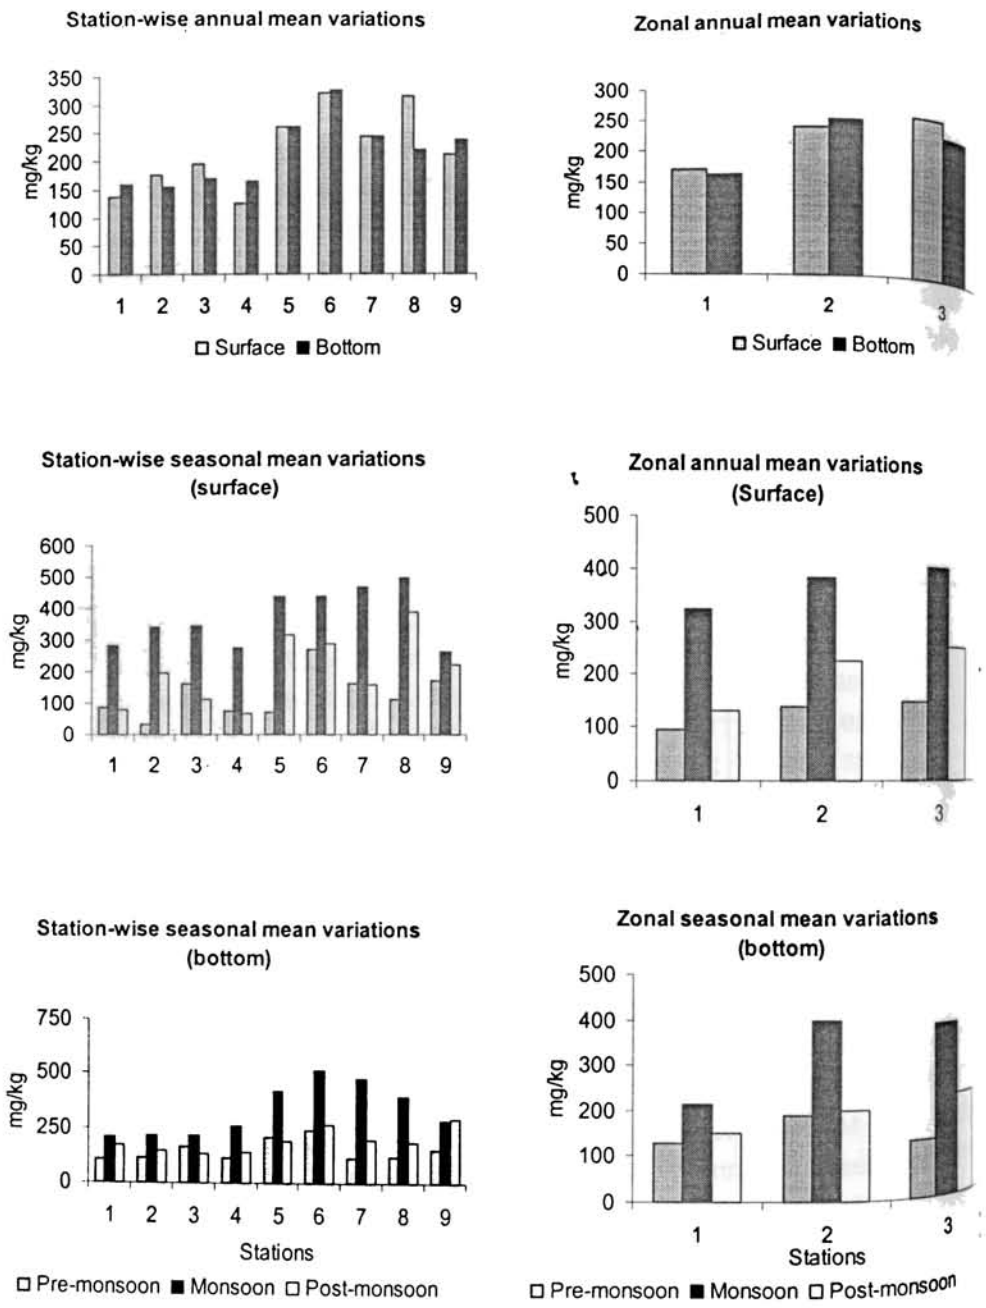 Station-wise annual mean variations
mg/kg
350
300
250
200
150
100
50
0
1 2 3 4 5 6 7 8 9
Surface Bottom
Zonal annual mean variations
mg/kg
300
250
200
150
100
50
0
1 2 3
Surface Bottom
Station-wise seasonal mean variations
(surface)
mg/kg
600
500
400
300
200
100
0
1 2 3 4 5 6 7 8 9
Zonal annual mean variations
(Surface)
mg/kg
500
400
300
200
100
0
1 2 3
Station-wise seasonal mean variations
(bottom)
mg/kg
750
500
250
0
1 2 3 4 5 6 7 8 9
Stations
Pre-monsoon Monsoon Post-monsoon
Zonal seasonal mean variations
(bottom)
mg/kg
500
400
300
200
100
0
1 2 3
Stations
Pre-monsoon Monsoon Post-monsoon